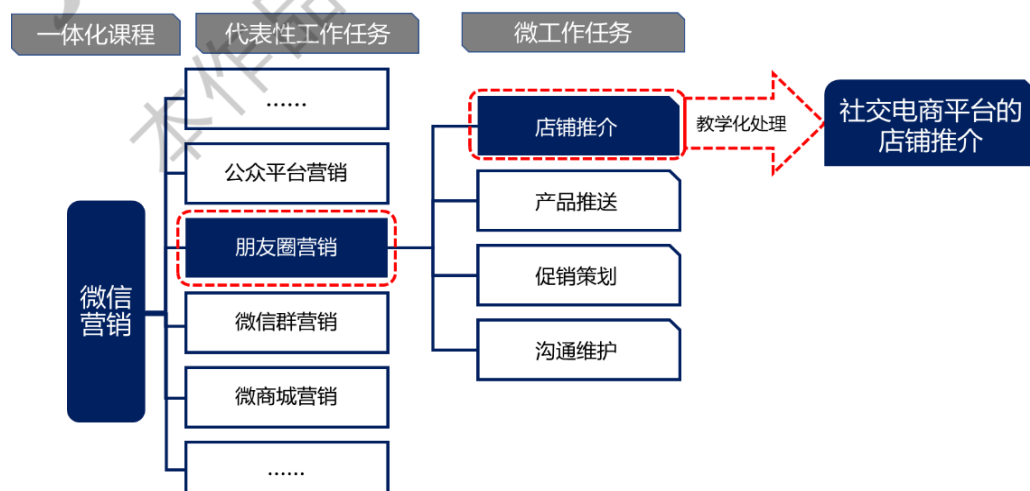 一体化课程
代表性工作任务
微工作任务
本作品
微信
营销
……
公众平台营销
朋友圈营销
微信群营销
微商城营销
……
店铺推介
产品推送
促销策划
沟通维护
教学化处理
社交电商平台的
店铺推介